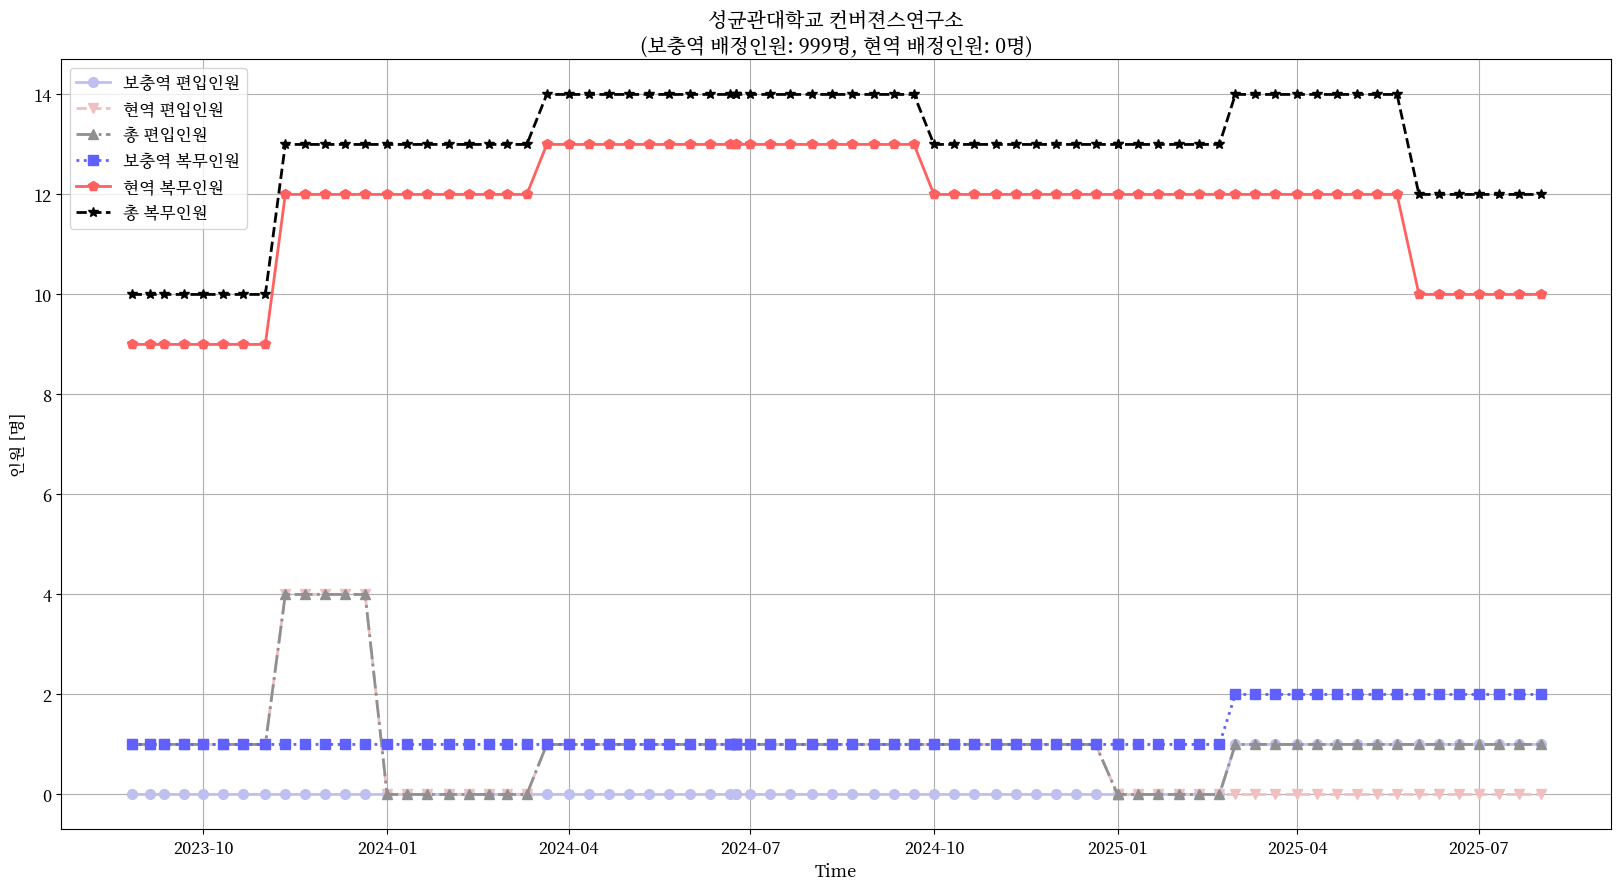 성균관대학교 컨버젼스연구소
(보충역 배정인원: 999명, 현역 배정인원: 0명)
보충역 편입인원
현역 편입인원
총 편입인원
보충역 복무인원
현역 복무인원
총 복무인원
인원 [명]
14
12
10
8
6
4
2
0
2023-10
2024-01
2024-04
2024-07
2024-10
2025-01
2025-04
2025-07
Time